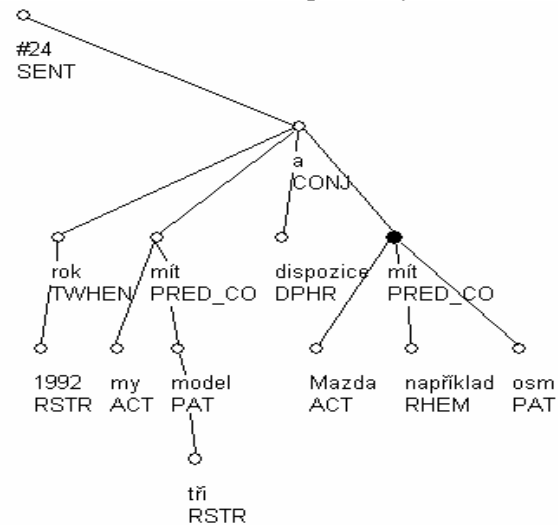 #24
SENT
a
CONJ
rok
TWHEN
mít
PRED_CO
dispozice
DPHR
mít
PRED_CO
1992
RSTR
my
ACT
model
PAT
Mazda
ACT
například
RHEM
osm
PAT
tři
RSTR